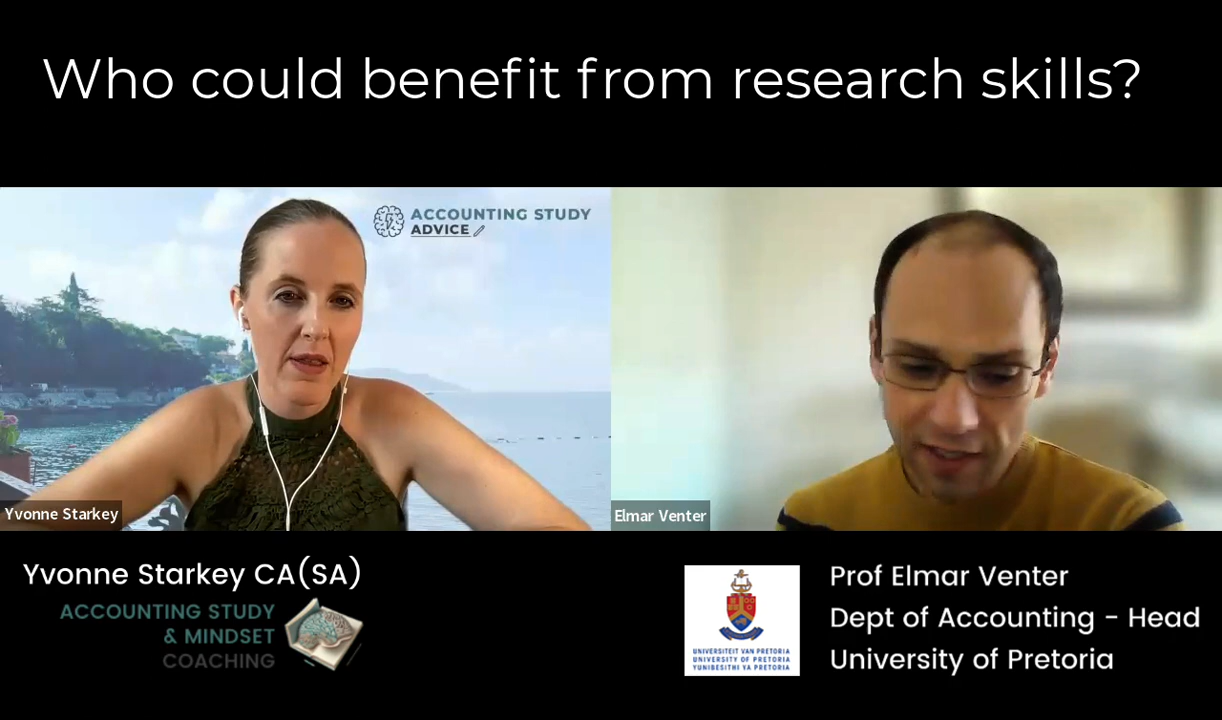 Who could benefit from research skills?
ACCOUNTING STUDY
ADVICE
Yvonne Starkey
Elmar Venter
Yvonne Starkey CA(SA)
ACCOUNTING STUDY
& MINDSET
COACHING
UNIVERSITEIT VAN PRETORIA
UNIVERSITY OF PRETORIA
YUNIBESITHI YA PRETORIA
Prof Elmar Venter
Dept of Accounting - Head
University of Pretoria